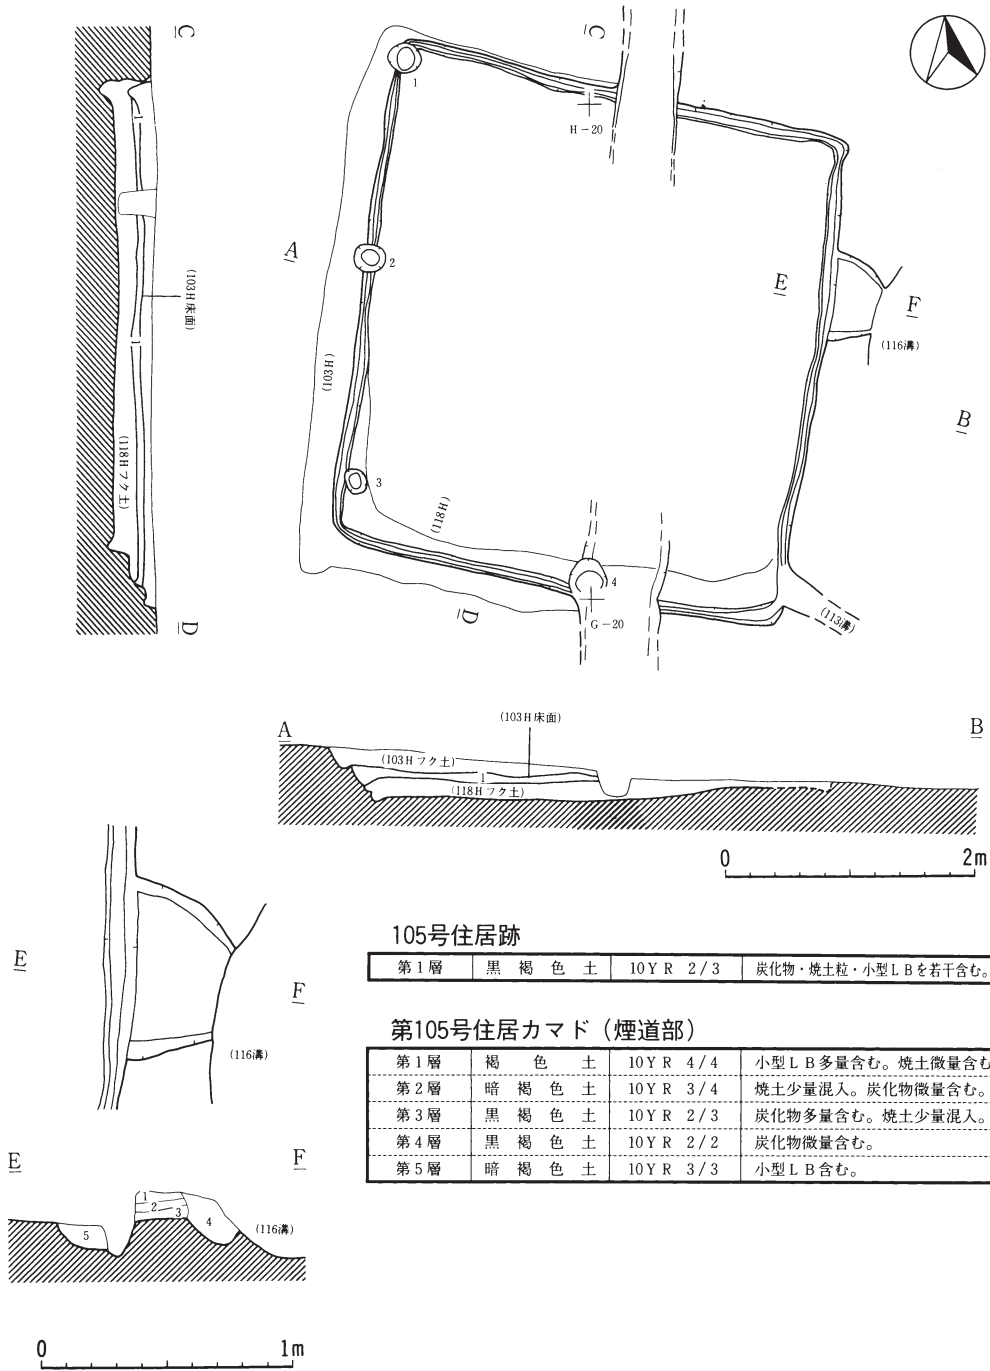 C
C
1
H－20
1
A
2
(103H床面)
E
F
(116溝)
(103H)
1
B
3
(118H)
(118Hフク土)
4
G－20
(113溝)
D
D
(103H床面)
A
B
(103Hフク土)
1
(118Hフク土)
0 2m
E
F
(116溝)
105号住居跡
第1層 黒褐色土 10YR 2/3 炭化物・焼土粒・小型LBを若干含む。
第105号住居カマド（煙道部）
第1層 褐色土 10YR 4/4 小型LB多量含む。焼土微量含む
第2層 暗褐色土 10YR 3/4 焼土少量混入。炭化物微量含む。
第3層 黒褐色土 10YR 2/3 炭化物多量含む。焼土少量混入。
第4層 黒褐色土 10YR 2/2 炭化物微量含む。
第5層 暗褐色土 10YR 3/3 小型LB含む。
E
F
1
2
3
4
5
(116溝)
0 1m